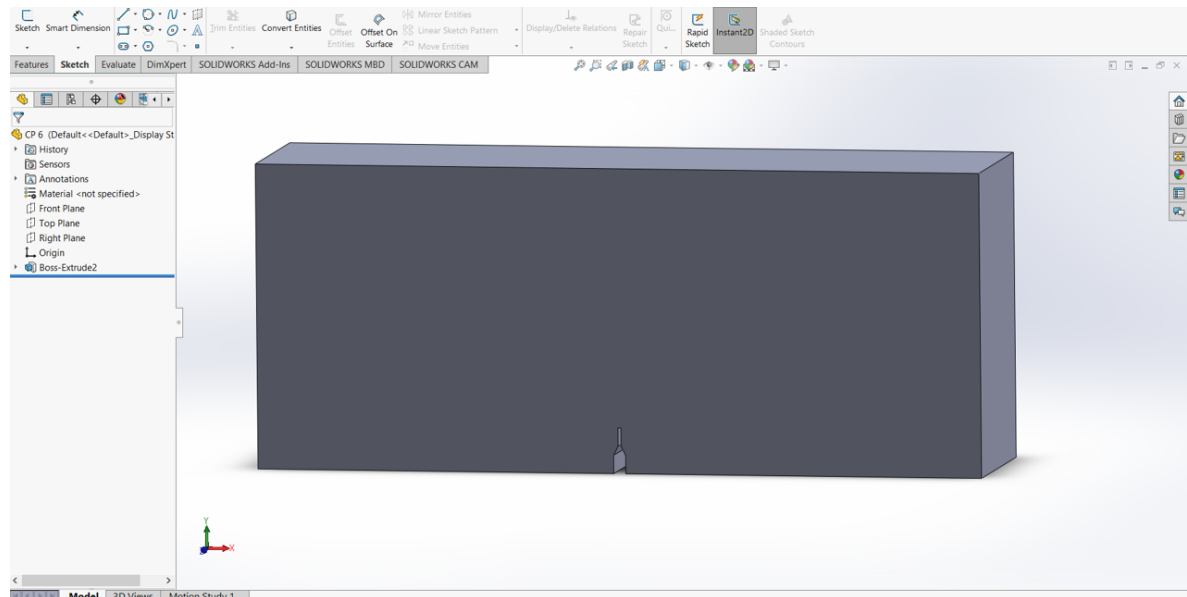 Mirror Entities
Sketch Smart Dimension Trim Entities Convert Entities Offset Entities Offset On Surface Linear Sketch Pattern Display/Delete Relations Repair Sketch Qui... Rapid Sketch Instant2D Shaded Sketch Contours
Move Entities
Features Sketch Evaluate DimXpert SOLIDWORKS Add-Ins SOLIDWORKS MBD SOLIDWORKS CAM
CP 6 (Default<<Default>_Display St
History
Sensors
Annotations
Material <not specified>
Front Plane
Top Plane
Right Plane
Origin
Boss-Extrude2
Y
X
Model 3D Views Motion Study 1